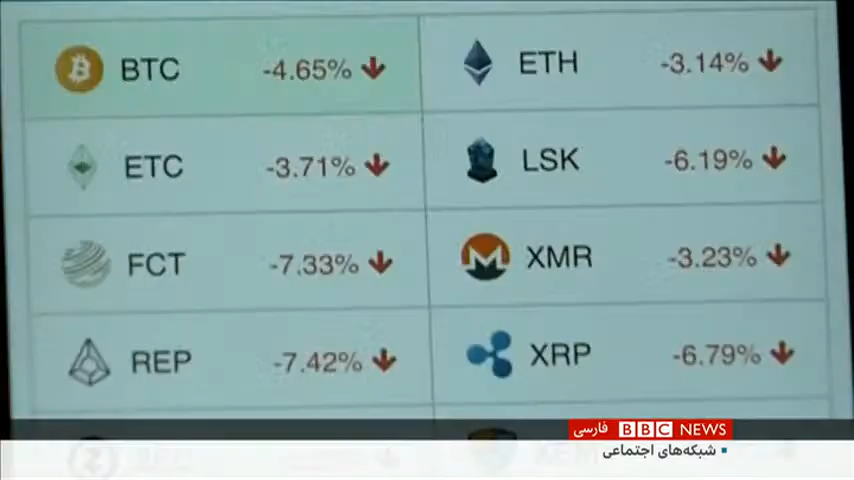 BTC -4.65% ETH -3.14%
ETC -3.71% LSK -6.19%
FCT -7.33% XMR -3.23%
REP -7.42% XRP -6.79%
فارسی BBC NEWS
شبکه‌های اجتماعی